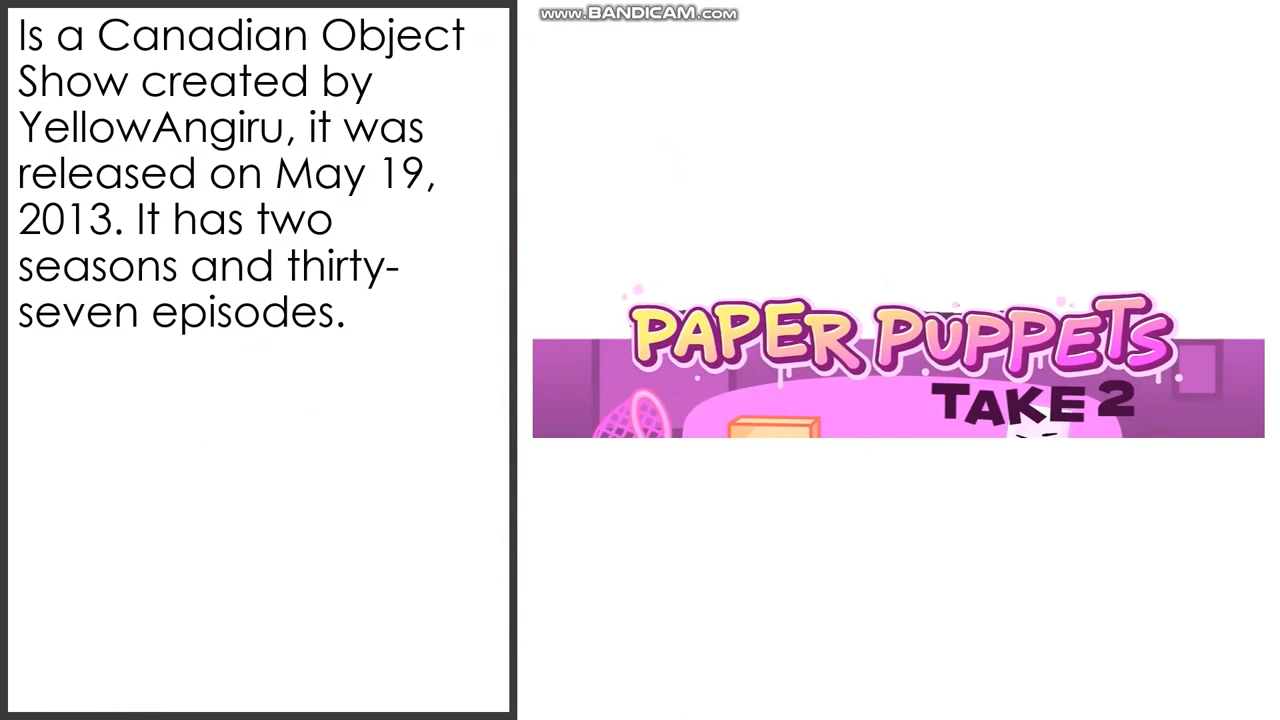 Is a Canadian Object
Show created by
YellowAngiru, it was
released on May 19,
2013. It has two
seasons and thirty-
seven episodes.
www.BANDICAM.com
PAPER PUPPETS
TAKE 2